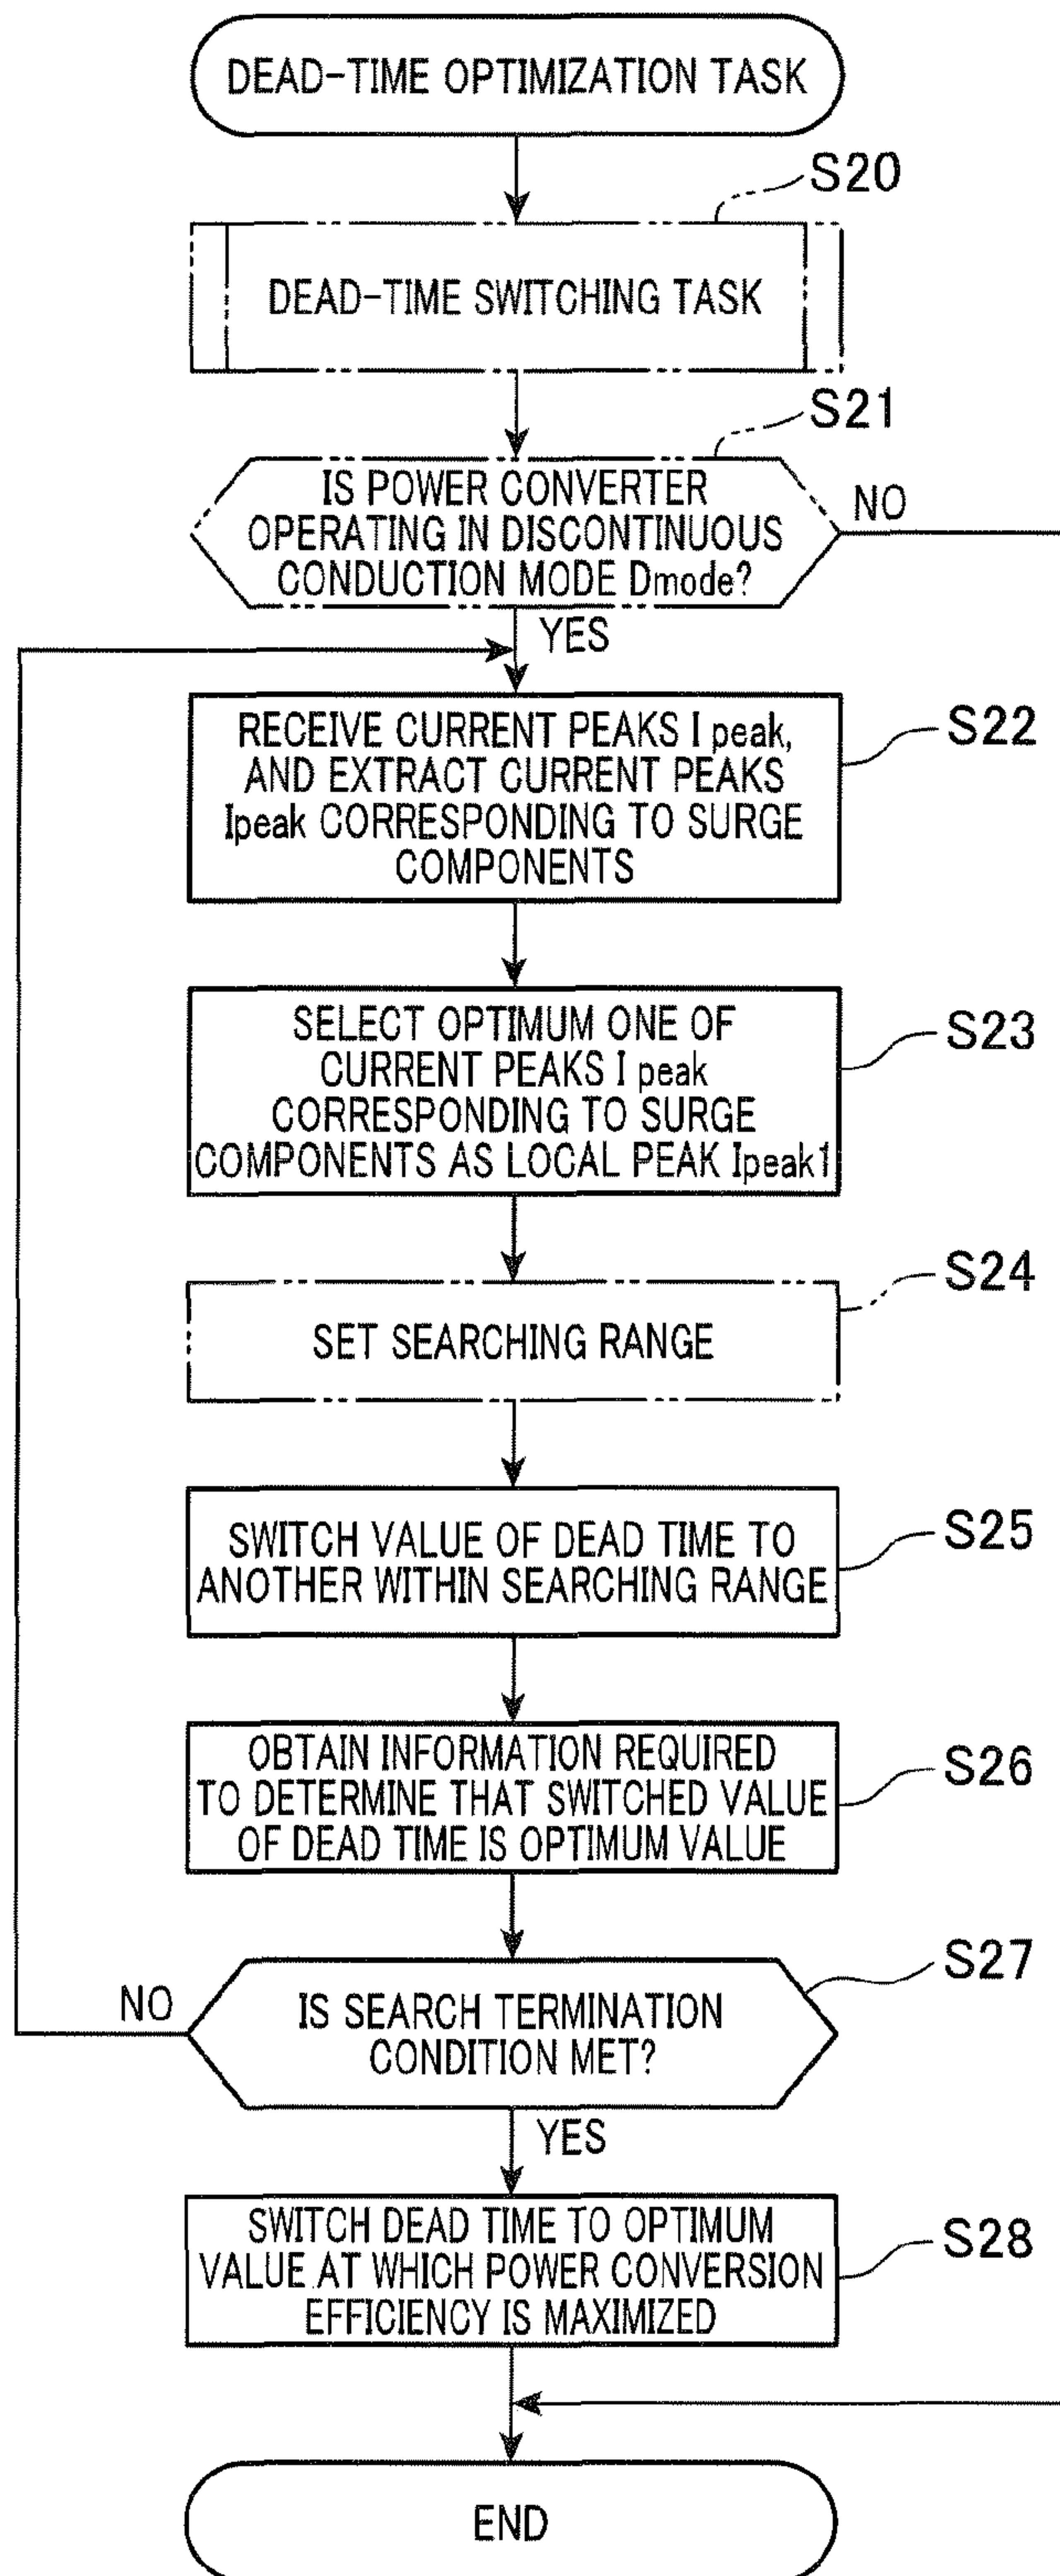 DEAD-TIME OPTIMIZATION TASK
S20
DEAD-TIME SWITCHING TASK
S21
IS POWER CONVERTER
OPERATING IN DISCONTINUOUS
CONDUCTION MODE Dmode?
NO
YES
S22
RECEIVE CURRENT PEAKS I peak,
AND EXTRACT CURRENT PEAKS
Ipeak CORRESPONDING TO SURGE
COMPONENTS
S23
SELECT OPTIMUM ONE OF
CURRENT PEAKS I peak
CORRESPONDING TO SURGE
COMPONENTS AS LOCAL PEAK Ipeak1
S24
SET SEARCHING RANGE
S25
SWITCH VALUE OF DEAD TIME TO
ANOTHER WITHIN SEARCHING RANGE
S26
OBTAIN INFORMATION REQUIRED
TO DETERMINE THAT SWITCHED VALUE
OF DEAD TIME IS OPTIMUM VALUE
S27
NO
IS SEARCH TERMINATION
CONDITION MET?
YES
S28
SWITCH DEAD TIME TO OPTIMUM
VALUE AT WHICH POWER CONVERSION
EFFICIENCY IS MAXIMIZED
END